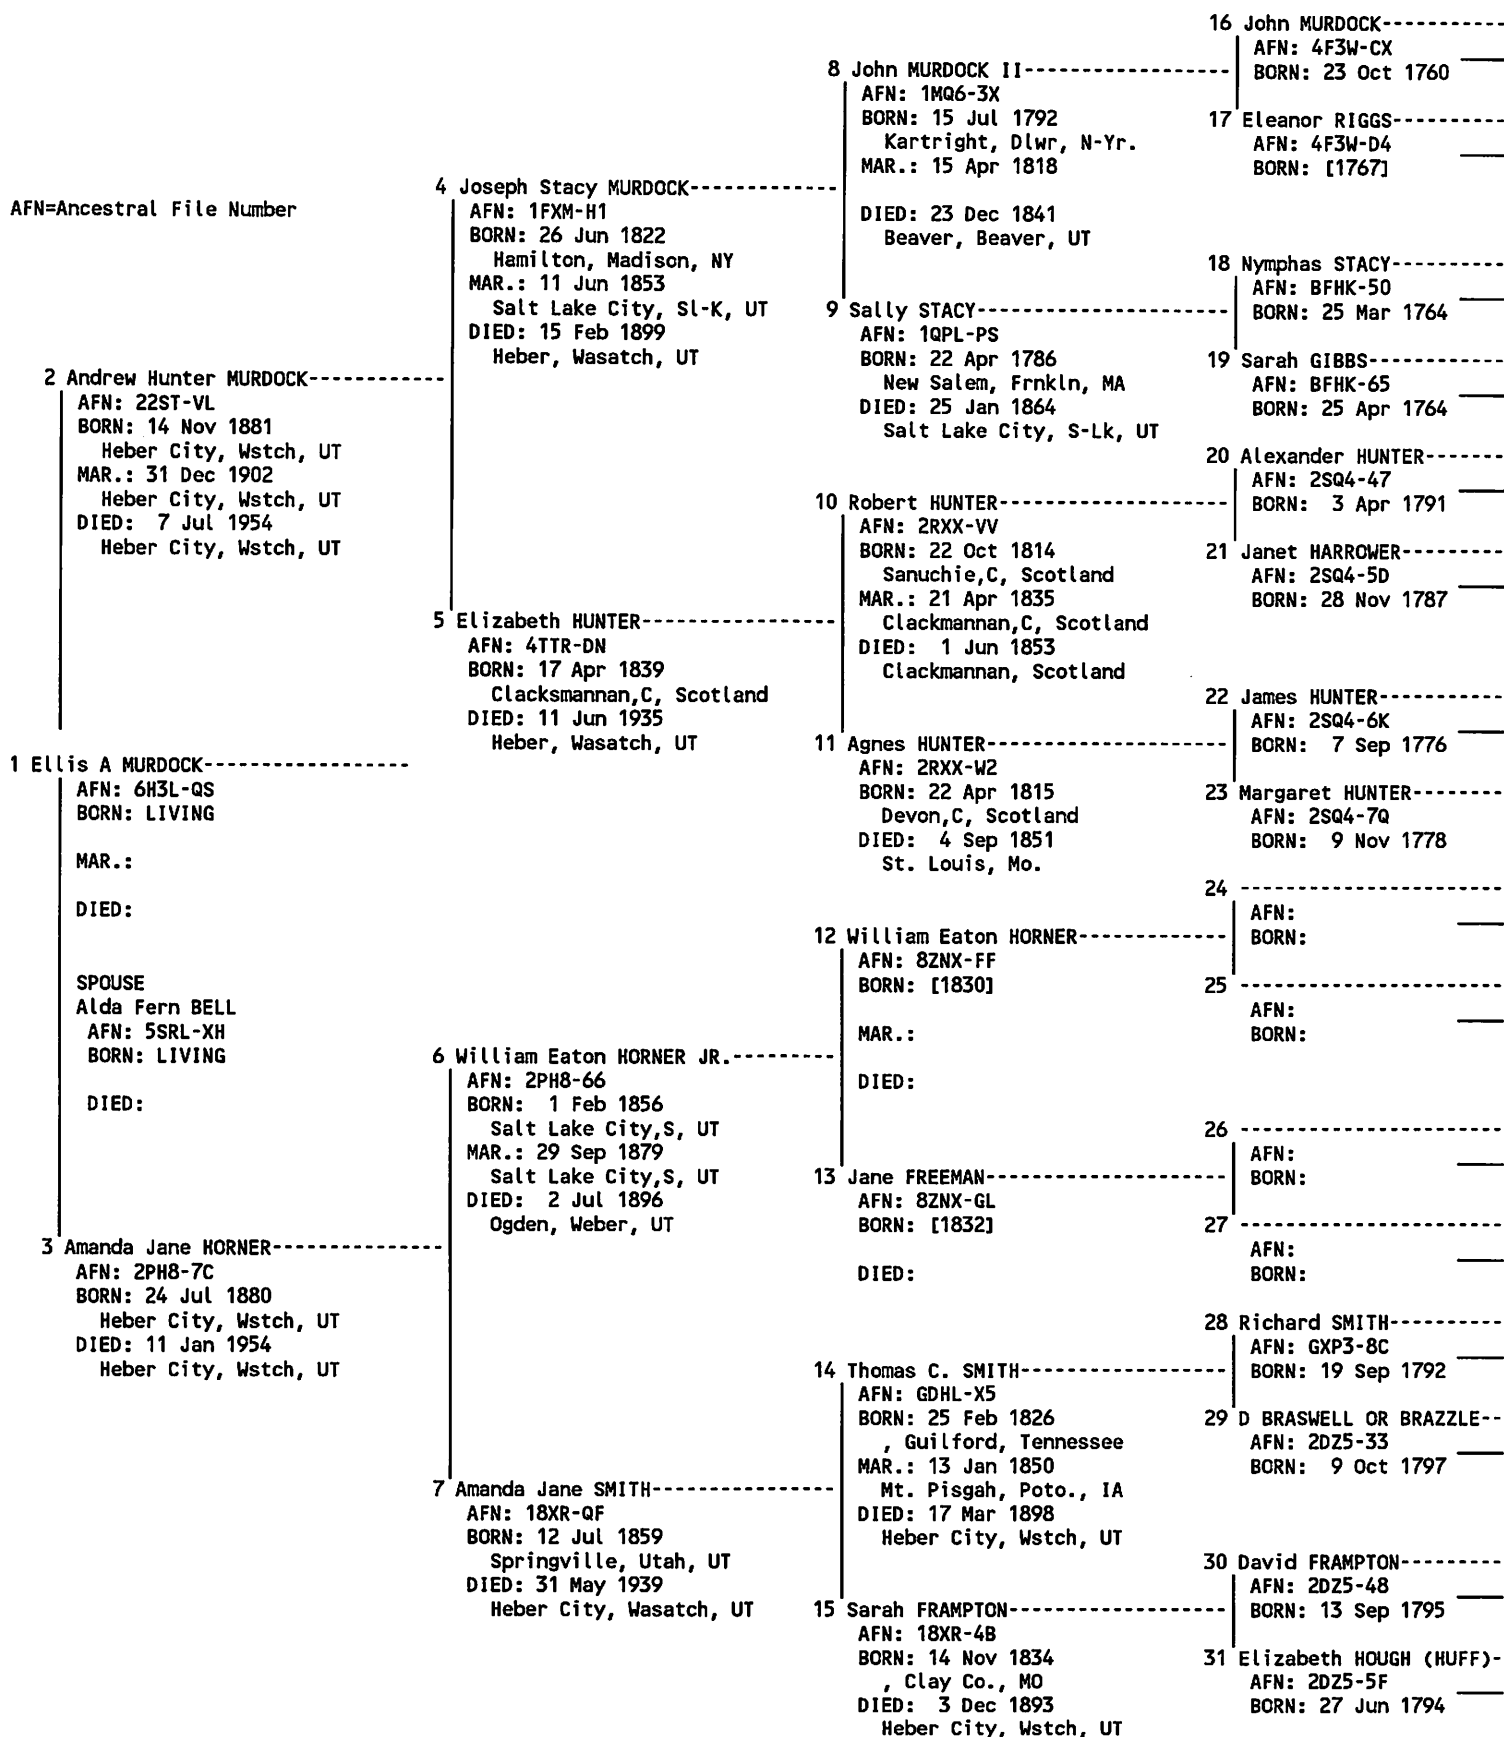 AFN=Ancestral File Number
1 Ellis A MURDOCK
AFN: 6H3L-QS
BORN: LIVING
MAR.:
DIED:
SPOUSE
Alda Fern BELL
AFN: 5SRL-XH
BORN: LIVING
DIED:
2 Andrew Hunter MURDOCK
AFN: 22ST-VL
BORN: 14 Nov 1881
Heber City, Wstch, UT
MAR.: 31 Dec 1902
Heber City, Wstch, UT
DIED: 7 Jul 1954
Heber City, Wstch, UT
3 Amanda Jane HORNER
AFN: 2PH8-7C
BORN: 24 Jul 1880
Heber City, Wstch, UT
DIED: 11 Jan 1954
Heber City, Wstch, UT
4 Joseph Stacy MURDOCK
AFN: 1FXM-H1
BORN: 26 Jun 1822
Hamilton, Madison, NY
MAR.: 11 Jun 1853
Salt Lake City, Sl-K, UT
DIED: 15 Feb 1899
Heber, Wasatch, UT
5 Elizabeth HUNTER
AFN: 4TTR-DN
BORN: 17 Apr 1839
Clacksmannan,C, Scotland
DIED: 11 Jun 1935
Heber, Wasatch, UT
6 William Eaton HORNER JR.
AFN: 2PH8-66
BORN: 1 Feb 1856
Salt Lake City,S, UT
MAR.: 29 Sep 1879
Salt Lake City,S, UT
DIED: 2 Jul 1896
Ogden, Weber, UT
7 Amanda Jane SMITH
AFN: 18XR-QF
BORN: 12 Jul 1859
Springville, Utah, UT
DIED: 31 May 1939
Heber City, Wasatch, UT
8 John MURDOCK II
AFN: 1MQ6-3X
BORN: 15 Jul 1792
Kartright, Dlwr, N-Yr.
MAR.: 15 Apr 1818
DIED: 23 Dec 1841
Beaver, Beaver, UT
9 Sally STACY
AFN: 1QPL-PS
BORN: 22 Apr 1786
New Salem, Frnkln, MA
DIED: 25 Jan 1864
Salt Lake City, S-Lk, UT
10 Robert HUNTER
AFN: 2RXX-VV
BORN: 22 Oct 1814
Sanuchie,C, Scotland
MAR.: 21 Apr 1835
Clackmannan,C, Scotland
DIED: 1 Jun 1853
Clackmannan, Scotland
11 Agnes HUNTER
AFN: 2RXX-W2
BORN: 22 Apr 1815
Devon,C, Scotland
DIED: 4 Sep 1851
St. Louis, Mo.
12 William Eaton HORNER
AFN: 8ZNX-FF
BORN: [1830]
MAR.:
DIED:
13 Jane FREEMAN
AFN: 8ZNX-GL
BORN: [1832]
DIED:
14 Thomas C. SMITH
AFN: GDHL-X5
BORN: 25 Feb 1826
, Guilford, Tennessee
MAR.: 13 Jan 1850
Mt. Pisgah, Poto., IA
DIED: 17 Mar 1898
Heber City, Wstch, UT
15 Sarah FRAMPTON
AFN: 18XR-4B
BORN: 14 Nov 1834
, Clay Co., MO
DIED: 3 Dec 1893
Heber City, Wstch, UT
16 John MURDOCK
AFN: 4F3W-CX
BORN: 23 Oct 1760
17 Eleanor RIGGS
AFN: 4F3W-D4
BORN: [1767]
18 Nymphas STACY
AFN: BFHK-50
BORN: 25 Mar 1764
19 Sarah GIBBS
AFN: BFHK-65
BORN: 25 Apr 1764
20 Alexander HUNTER
AFN: 2SQ4-47
BORN: 3 Apr 1791
21 Janet HARROWER
AFN: 2SQ4-5D
BORN: 28 Nov 1787
22 James HUNTER
AFN: 2SQ4-6K
BORN: 7 Sep 1776
23 Margaret HUNTER
AFN: 2SQ4-7Q
BORN: 9 Nov 1778
24
AFN:
BORN:
25
AFN:
BORN:
26
AFN:
BORN:
27
AFN:
BORN:
28 Richard SMITH
AFN: GXP3-8C
BORN: 19 Sep 1792
29 D BRASWELL OR BRAZZLE
AFN: 2DZ5-33
BORN: 9 Oct 1797
30 David FRAMPTON
AFN: 2DZ5-48
BORN: 13 Sep 1795
31 Elizabeth HOUGH (HUFF)
AFN: 2DZ5-5F
BORN: 27 Jun 1794